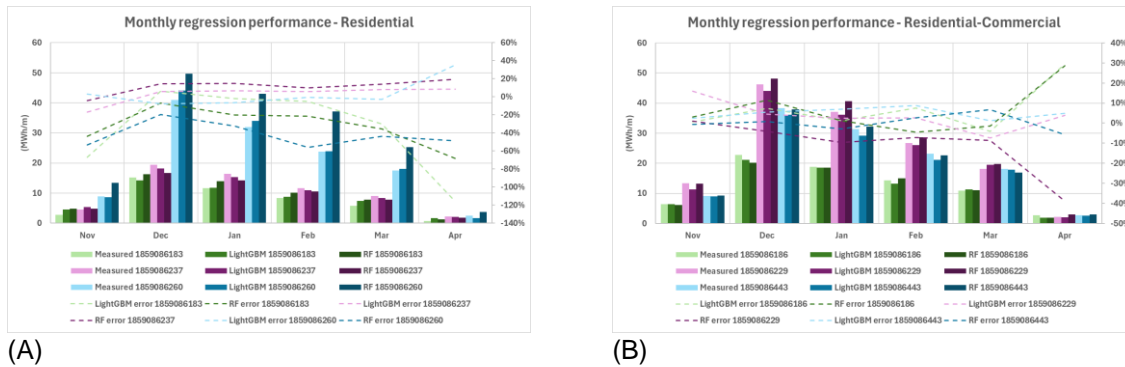 Monthly regression performance - Residential
60
50
40
30
20
10
0
(MWh/m)
60%
40%
20%
0%
-20%
-40%
-60%
-80%
-100%
-120%
-140%
Nov Dec Jan Feb Mar Apr
Measured 1859086183 LightGBM 1859086183 RF 1859086183
Measured 1859086237 LightGBM 1859086237 RF 1859086237
Measured 1859086260 LightGBM 1859086260 RF 1859086260
LightGBM error 1859086183 RF error 1859086183 LightGBM error 1859086237
RF error 1859086237 LightGBM error 1859086260 RF error 1859086260
(A)
Monthly regression performance - Residential-Commercial
60
50
40
30
20
10
0
(MWh/m)
40%
30%
20%
10%
0%
-10%
-20%
-30%
-40%
-50%
Nov Dec Jan Feb Mar Apr
Measured 1859086186 LightGBM 1859086186 RF 1859086186
Measured 1859086229 LightGBM 1859086229 RF 1859086229
Measured 1859086443 LightGBM 1859086443 RF 1859086443
LightGBM error 1859086186 RF error 1859086186 LightGBM error 1859086229
RF error 1859086229 LightGBM error 1859086443 RF error 1859086443
(B)